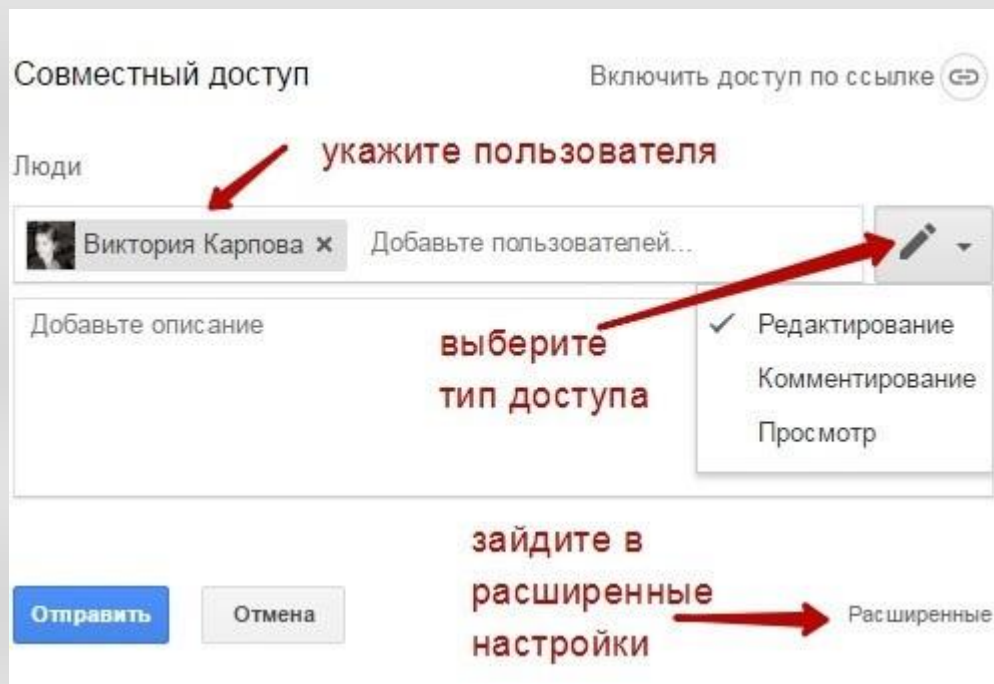 Совместный доступ
Включить доступ по ссылке
укажите пользователя
Люди
Виктория Карпова × Добавьте пользователей...
Добавьте описание
выберите
тип доступа
Редактирование
Комментирование
Просмотр
зайдите в
расширенные
настройки
Отправить
Отмена
Расширенные